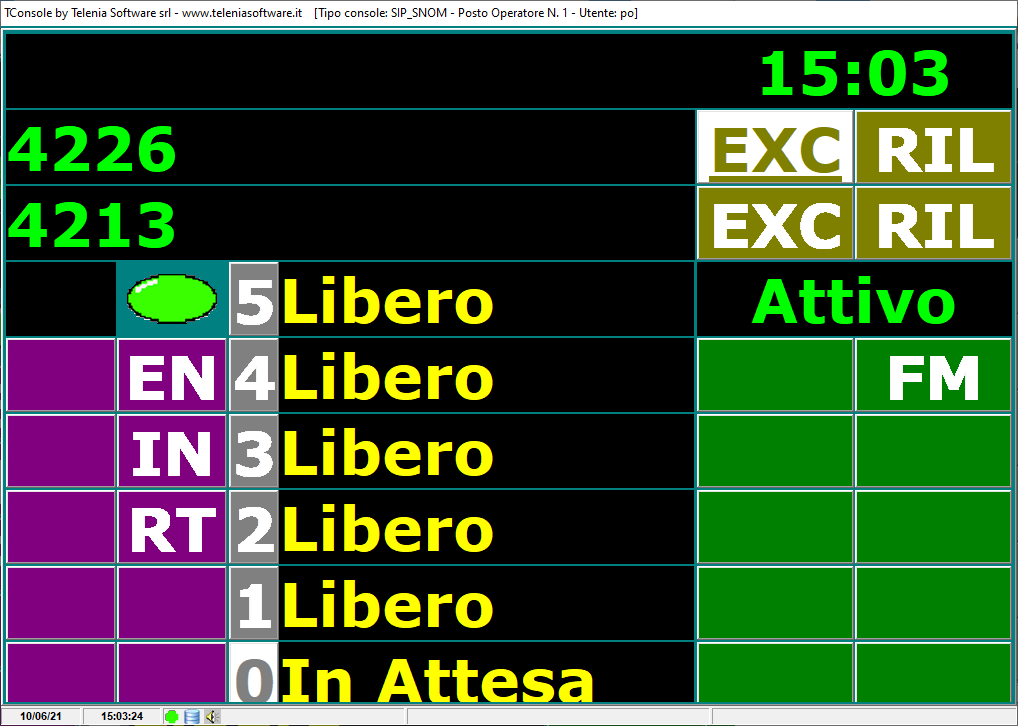 TConsole by Telenia Software srl - www.teleniasoftware.it [Tipo console: SIP_SNOM - Posto Operatore N. 1 - Utente: po]
15:03
4226 EXC RIL
4213 EXC RIL
5 Libero Attivo
EN 4 Libero FM
IN 3 Libero
RT 2 Libero
1 Libero
0 In Attesa
10/06/21 15:03:24